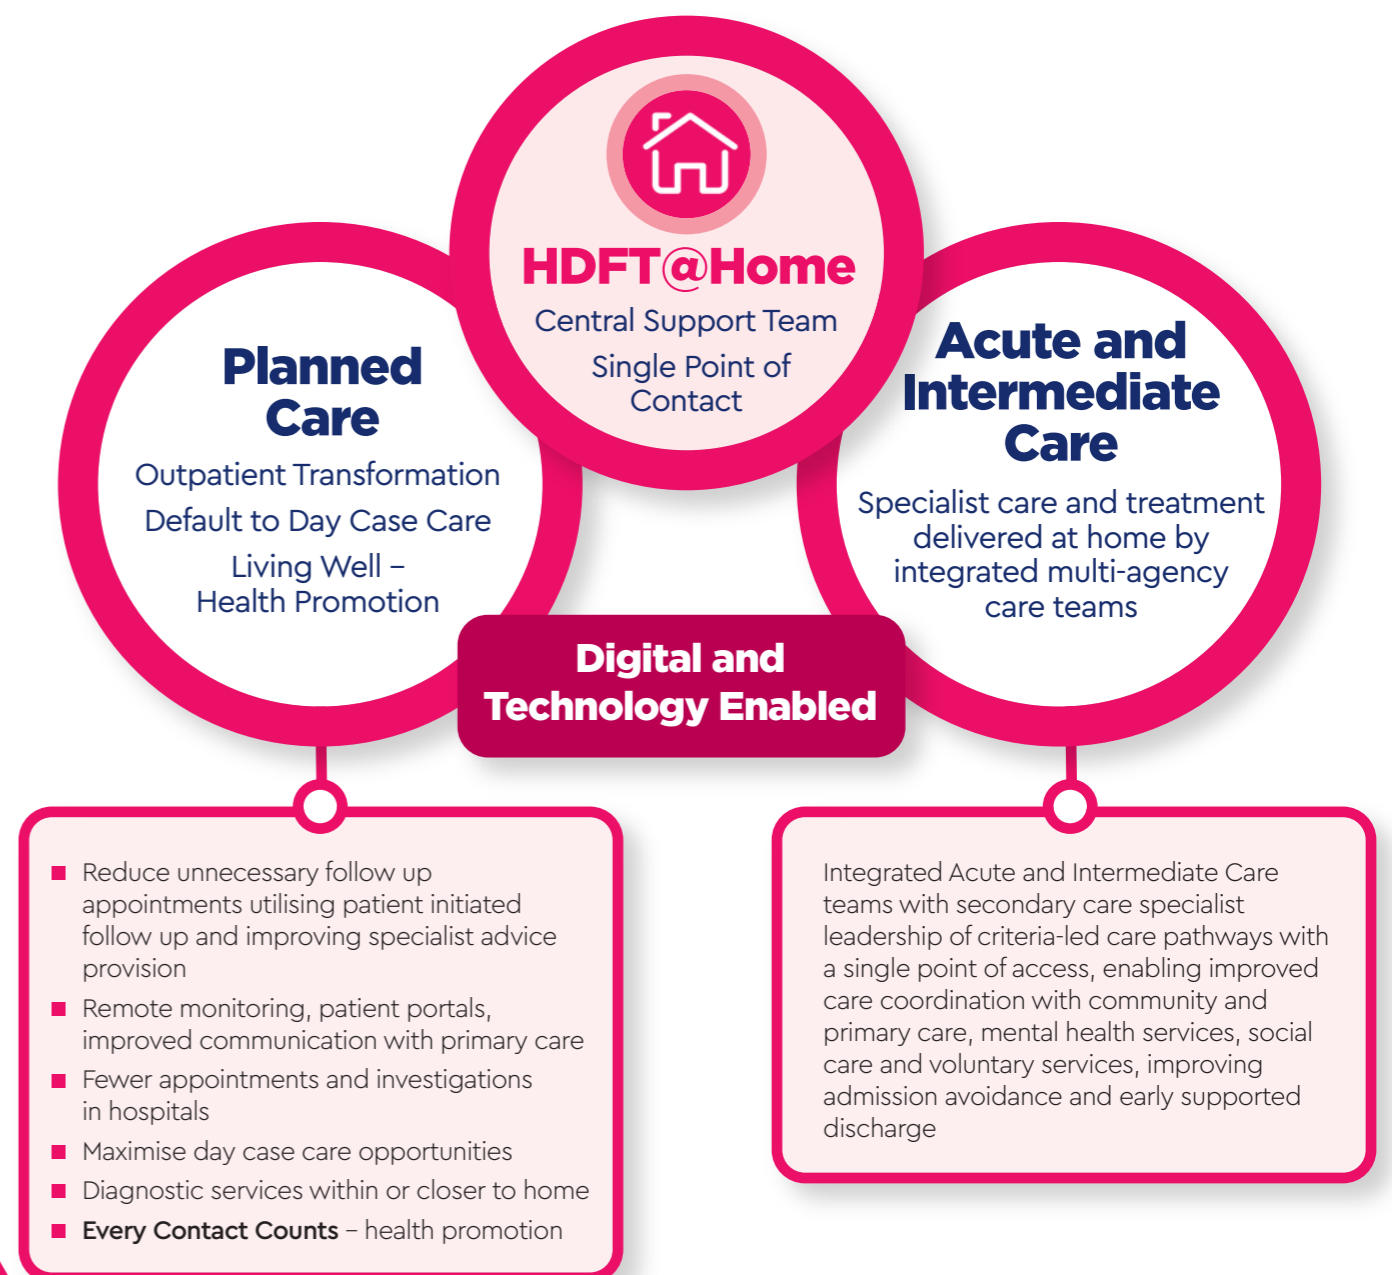 HDFT@Home
Central Support Team
Single Point of
Contact
Planned
Care
Outpatient Transformation
Default to Day Case Care
Living Well –
Health Promotion
Acute and
Intermediate
Care
Specialist care and treatment
delivered at home by
integrated multi-agency
care teams
Digital and
Technology Enabled
Reduce unnecessary follow up
appointments utilising patient initiated
follow up and improving specialist advice
provision
Remote monitoring, patient portals,
improved communication with primary care
Fewer appointments and investigations
in hospitals
Maximise day case care opportunities
Diagnostic services within or closer to home
Every Contact Counts – health promotion
Integrated Acute and Intermediate Care
teams with secondary care specialist
leadership of criteria-led care pathways with
a single point of access, enabling improved
care coordination with community and
primary care, mental health services, social
care and voluntary services, improving
admission avoidance and early supported
discharge